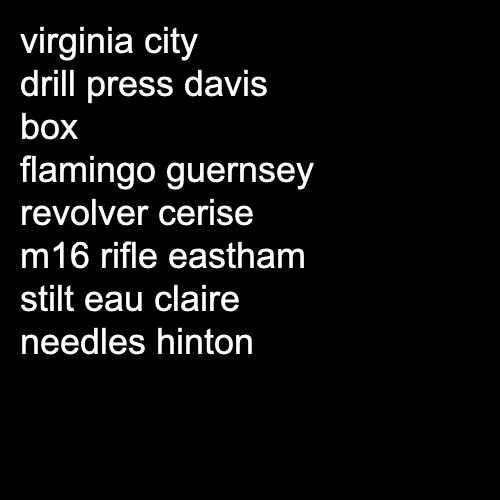 virginia city
drill press davis
box
flamingo guernsey
revolver cerise
m16 rifle eastham
stilt eau claire
needles hinton